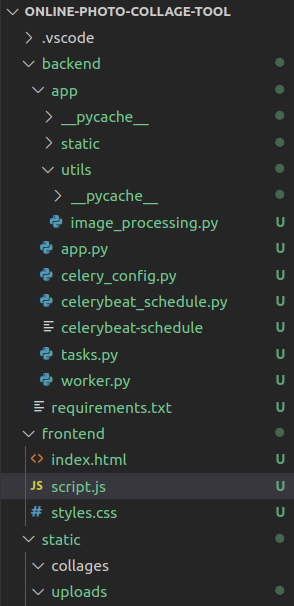 ONLINE-PHOTO-COLLAGE-TOOL
.vscode
backend
app
__pycache__
static
utils
__pycache__
image_processing.py U
app.py U
celery_config.py U
celerybeat_schedule.py U
celerybeat-schedule U
tasks.py U
worker.py U
requirements.txt U
frontend
index.html U
JS script.js U
# styles.css U
static
collages
uploads